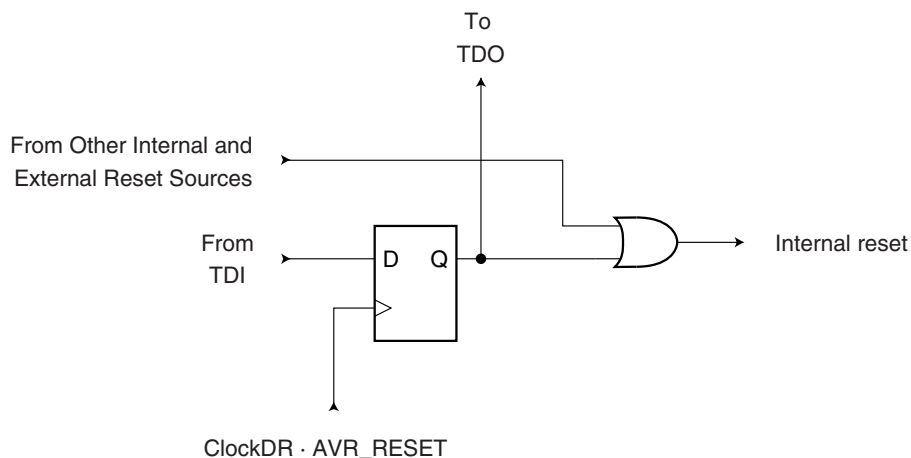 To
TDO
From Other Internal and
External Reset Sources
From
TDI
D Q
Internal reset
ClockDR · AVR_RESET